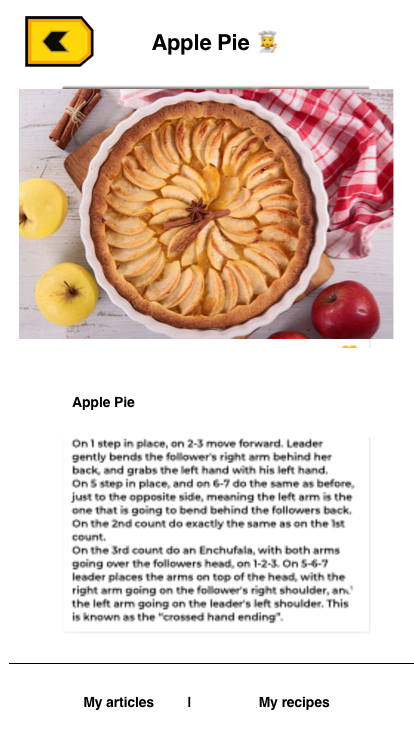 Apple Pie 👩‍🍳
Apple Pie
On 1 step in place, on 2-3 move forward. Leader
gently bends the follower's right arm behind her
back, and grabs the left hand with his left hand.
On 5 step in place, and on 6-7 do the same as before,
just to the opposite side, meaning the left arm is the
one that is going to bend behind the followers back.
On the 2nd count do exactly the same as on the 1st
count.
On the 3rd count do an Enchufala, with both arms
going over the followers head, on 1-2-3. On 5-6-7
leader places the arms on top of the head, with the
right arm going on the follower's right shoulder,
the left arm going on the leader's left shoulder. This
is known as the “crossed hand ending”.
My articles | My recipes